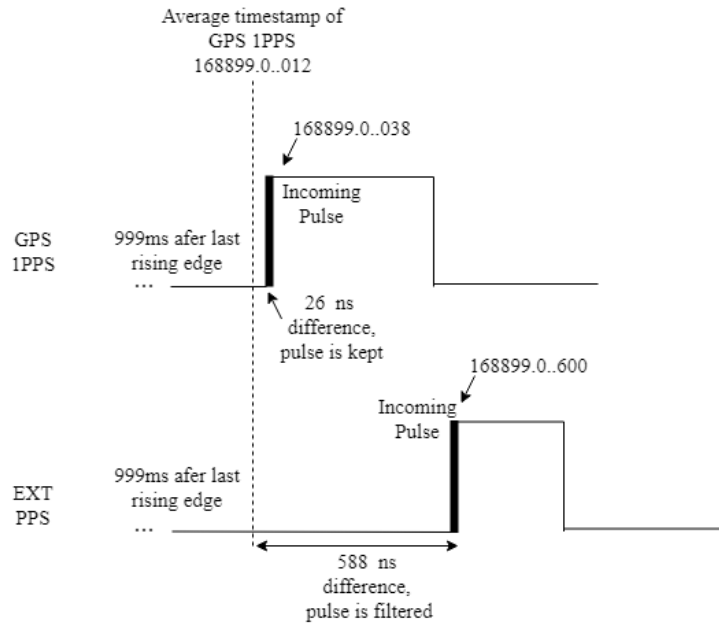 Average timestamp of
GPS 1PPS
168899.0..012
168899.0..038
Incoming
Pulse
GPS
1PPS
999ms afer last
rising edge
...
26 ns
difference,
pulse is kept
168899.0..600
Incoming
Pulse
EXT
PPS
999ms afer last
rising edge
...
588 ns
difference,
pulse is filtered